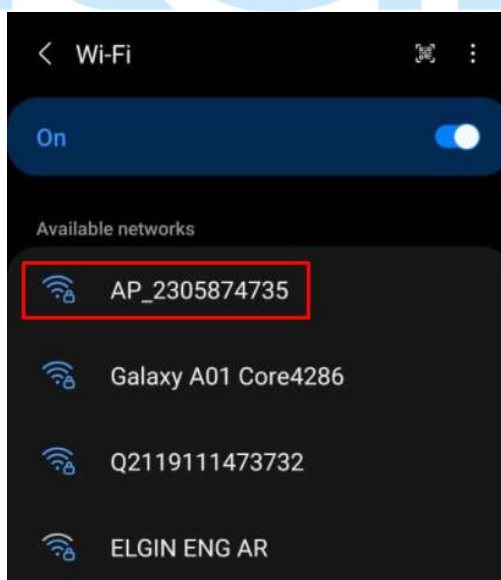 Wi-Fi
On
Available networks
AP_2305874735
Galaxy A01 Core4286
Q2119111473732
ELGIN ENG AR